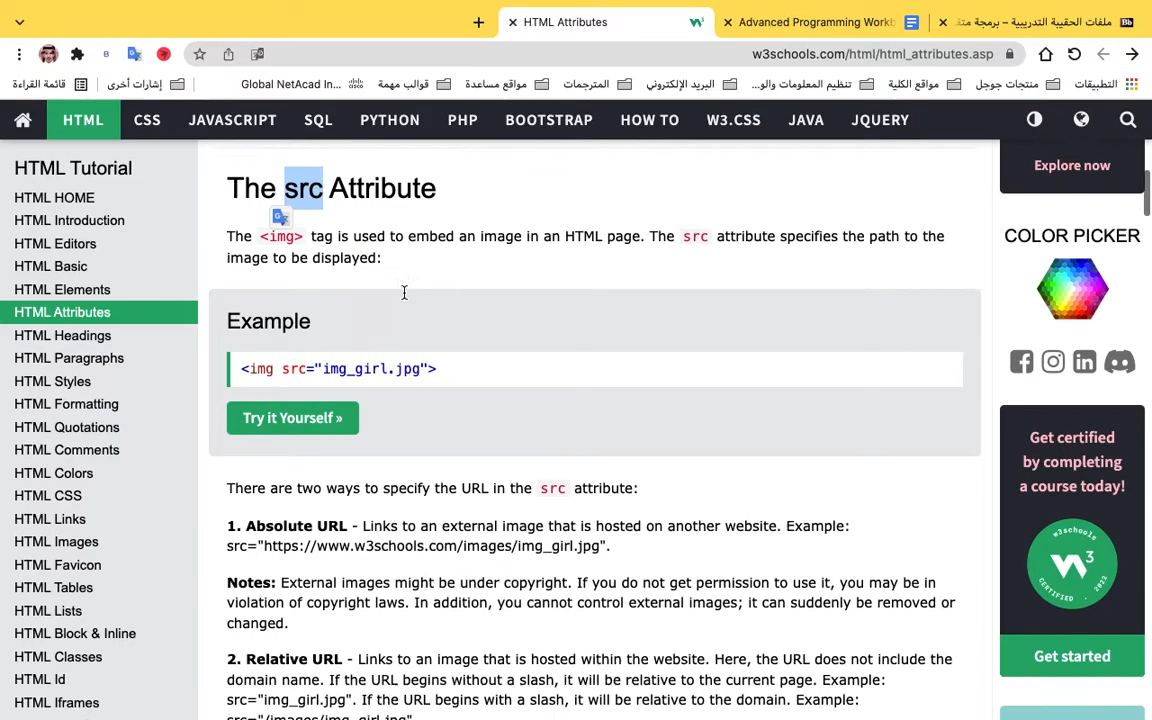 HTML Attributes
Advanced Programming Workb
ملفات الحقيبة التدريبية – برمجة متقـ
Bb
w3schools.com/html/html_attributes.asp
التطبيقات
منتجات جوجل
مواقع الكلية
تنظيم المعلومات والو...
البريد الإلكتروني
المترجمات
مواقع مساعدة
قوالب مهمة
Global NetAcad In...
إشارات أخرى
قائمة القراءة
HTML CSS JAVASCRIPT SQL PYTHON PHP BOOTSTRAP HOW TO W3.CSS JAVA JQUERY
HTML Tutorial
HTML HOME
HTML Introduction
HTML Editors
HTML Basic
HTML Elements
HTML Attributes
HTML Headings
HTML Paragraphs
HTML Styles
HTML Formatting
HTML Quotations
HTML Comments
HTML Colors
HTML CSS
HTML Links
HTML Images
HTML Favicon
HTML Tables
HTML Lists
HTML Block & Inline
HTML Classes
HTML Id
HTML Iframes
The src Attribute
The <img> tag is used to embed an image in an HTML page. The src attribute specifies the path to the
image to be displayed:
Example
<img src="img_girl.jpg">
Try it Yourself »
There are two ways to specify the URL in the src attribute:
1. Absolute URL - Links to an external image that is hosted on another website. Example:
src="https://www.w3schools.com/images/img_girl.jpg".
Notes: External images might be under copyright. If you do not get permission to use it, you may be in
violation of copyright laws. In addition, you cannot control external images; it can suddenly be removed or
changed.
2. Relative URL - Links to an image that is hosted within the website. Here, the URL does not include the
domain name. If the URL begins without a slash, it will be relative to the current page. Example:
src="img_girl.jpg". If the URL begins with a slash, it will be relative to the domain. Example:
src="/images/img_girl.jpg".
Explore now
COLOR PICKER
Get certified
by completing
a course today!
w3schools
CERTIFIED . 2022
Get started